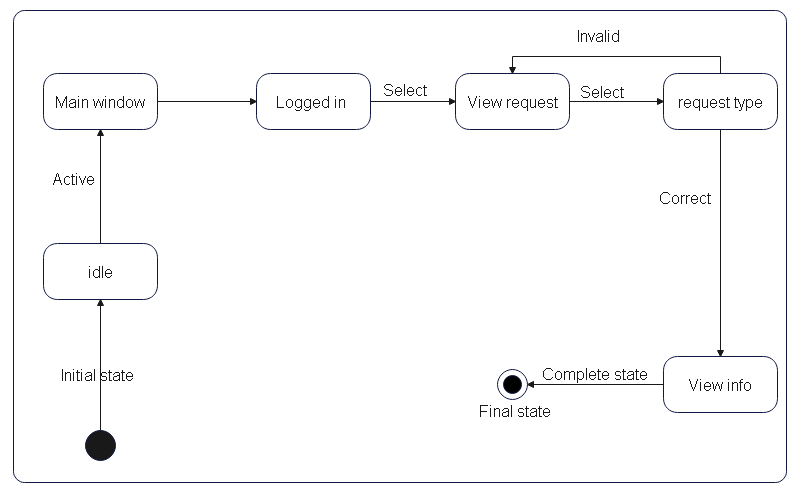 Invalid
Main window
Logged in
Select
View request
Select
request type
Active
Correct
idle
Initial state
Complete state
View info
Final state